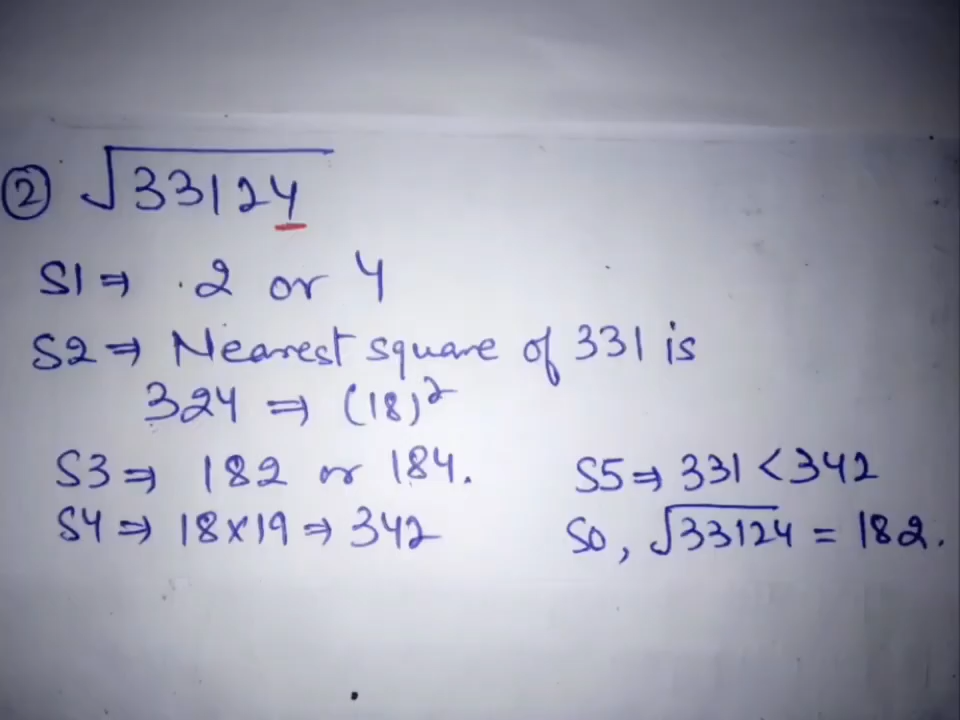 ② √33124
S1 ⇒ 2 or 4
S2 ⇒ Nearest square of 331 is
324 ⇒ (18)²
S3 ⇒ 182 or 184.
S4 ⇒ 18×19 ⇒ 342
S5 ⇒ 331 < 342
So, √33124 = 182.